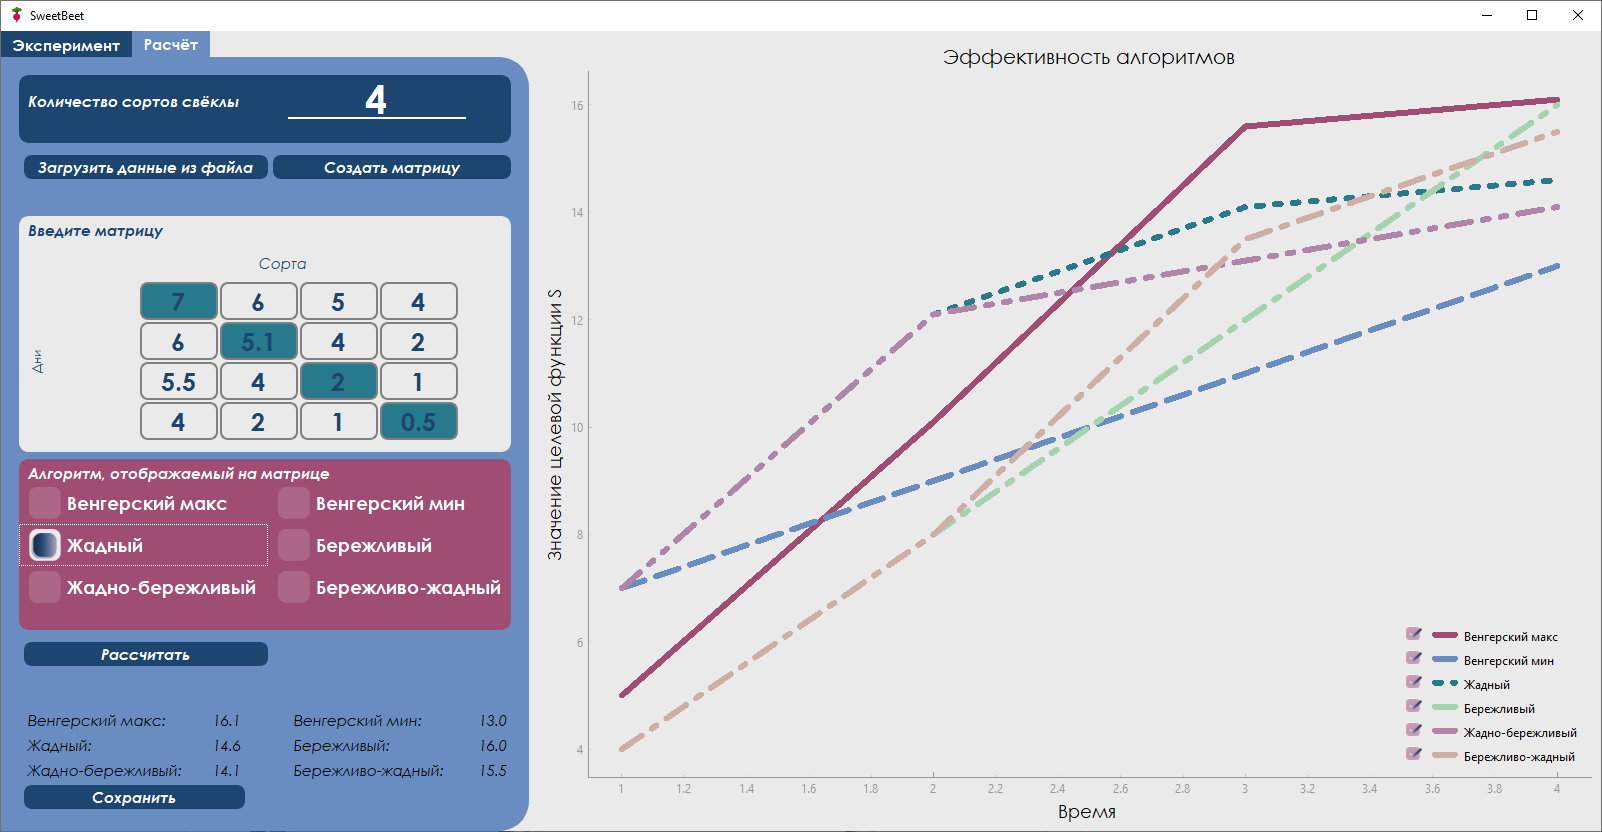 SweetBeet
Эксперимент
Расчёт
Количество сортов свёклы
4
Загрузить данные из файла
Создать матрицу
Введите матрицу
Сорта
Дни
7 6 5 4
6 5.1 4 2
5.5 4 2 1
4 2 1 0.5
Алгоритм, отображаемый на матрице
Венгерский макс
Венгерский мин
Жадный
Бережливый
Жадно-бережливый
Бережливо-жадный
Рассчитать
Венгерский макс: 16.1
Венгерский мин: 13.0
Жадный: 14.6
Бережливый: 16.0
Жадно-бережливый: 14.1
Бережливо-жадный: 15.5
Сохранить
Эффективность алгоритмов
Значение целевой функции S
16
14
12
10
8
6
4
1 1.2 1.4 1.6 1.8 2 2.2 2.4 2.6 2.8 3 3.2 3.4 3.6 3.8 4
Время
Венгерский макс
Венгерский мин
Жадный
Бережливый
Жадно-бережливый
Бережливо-жадный